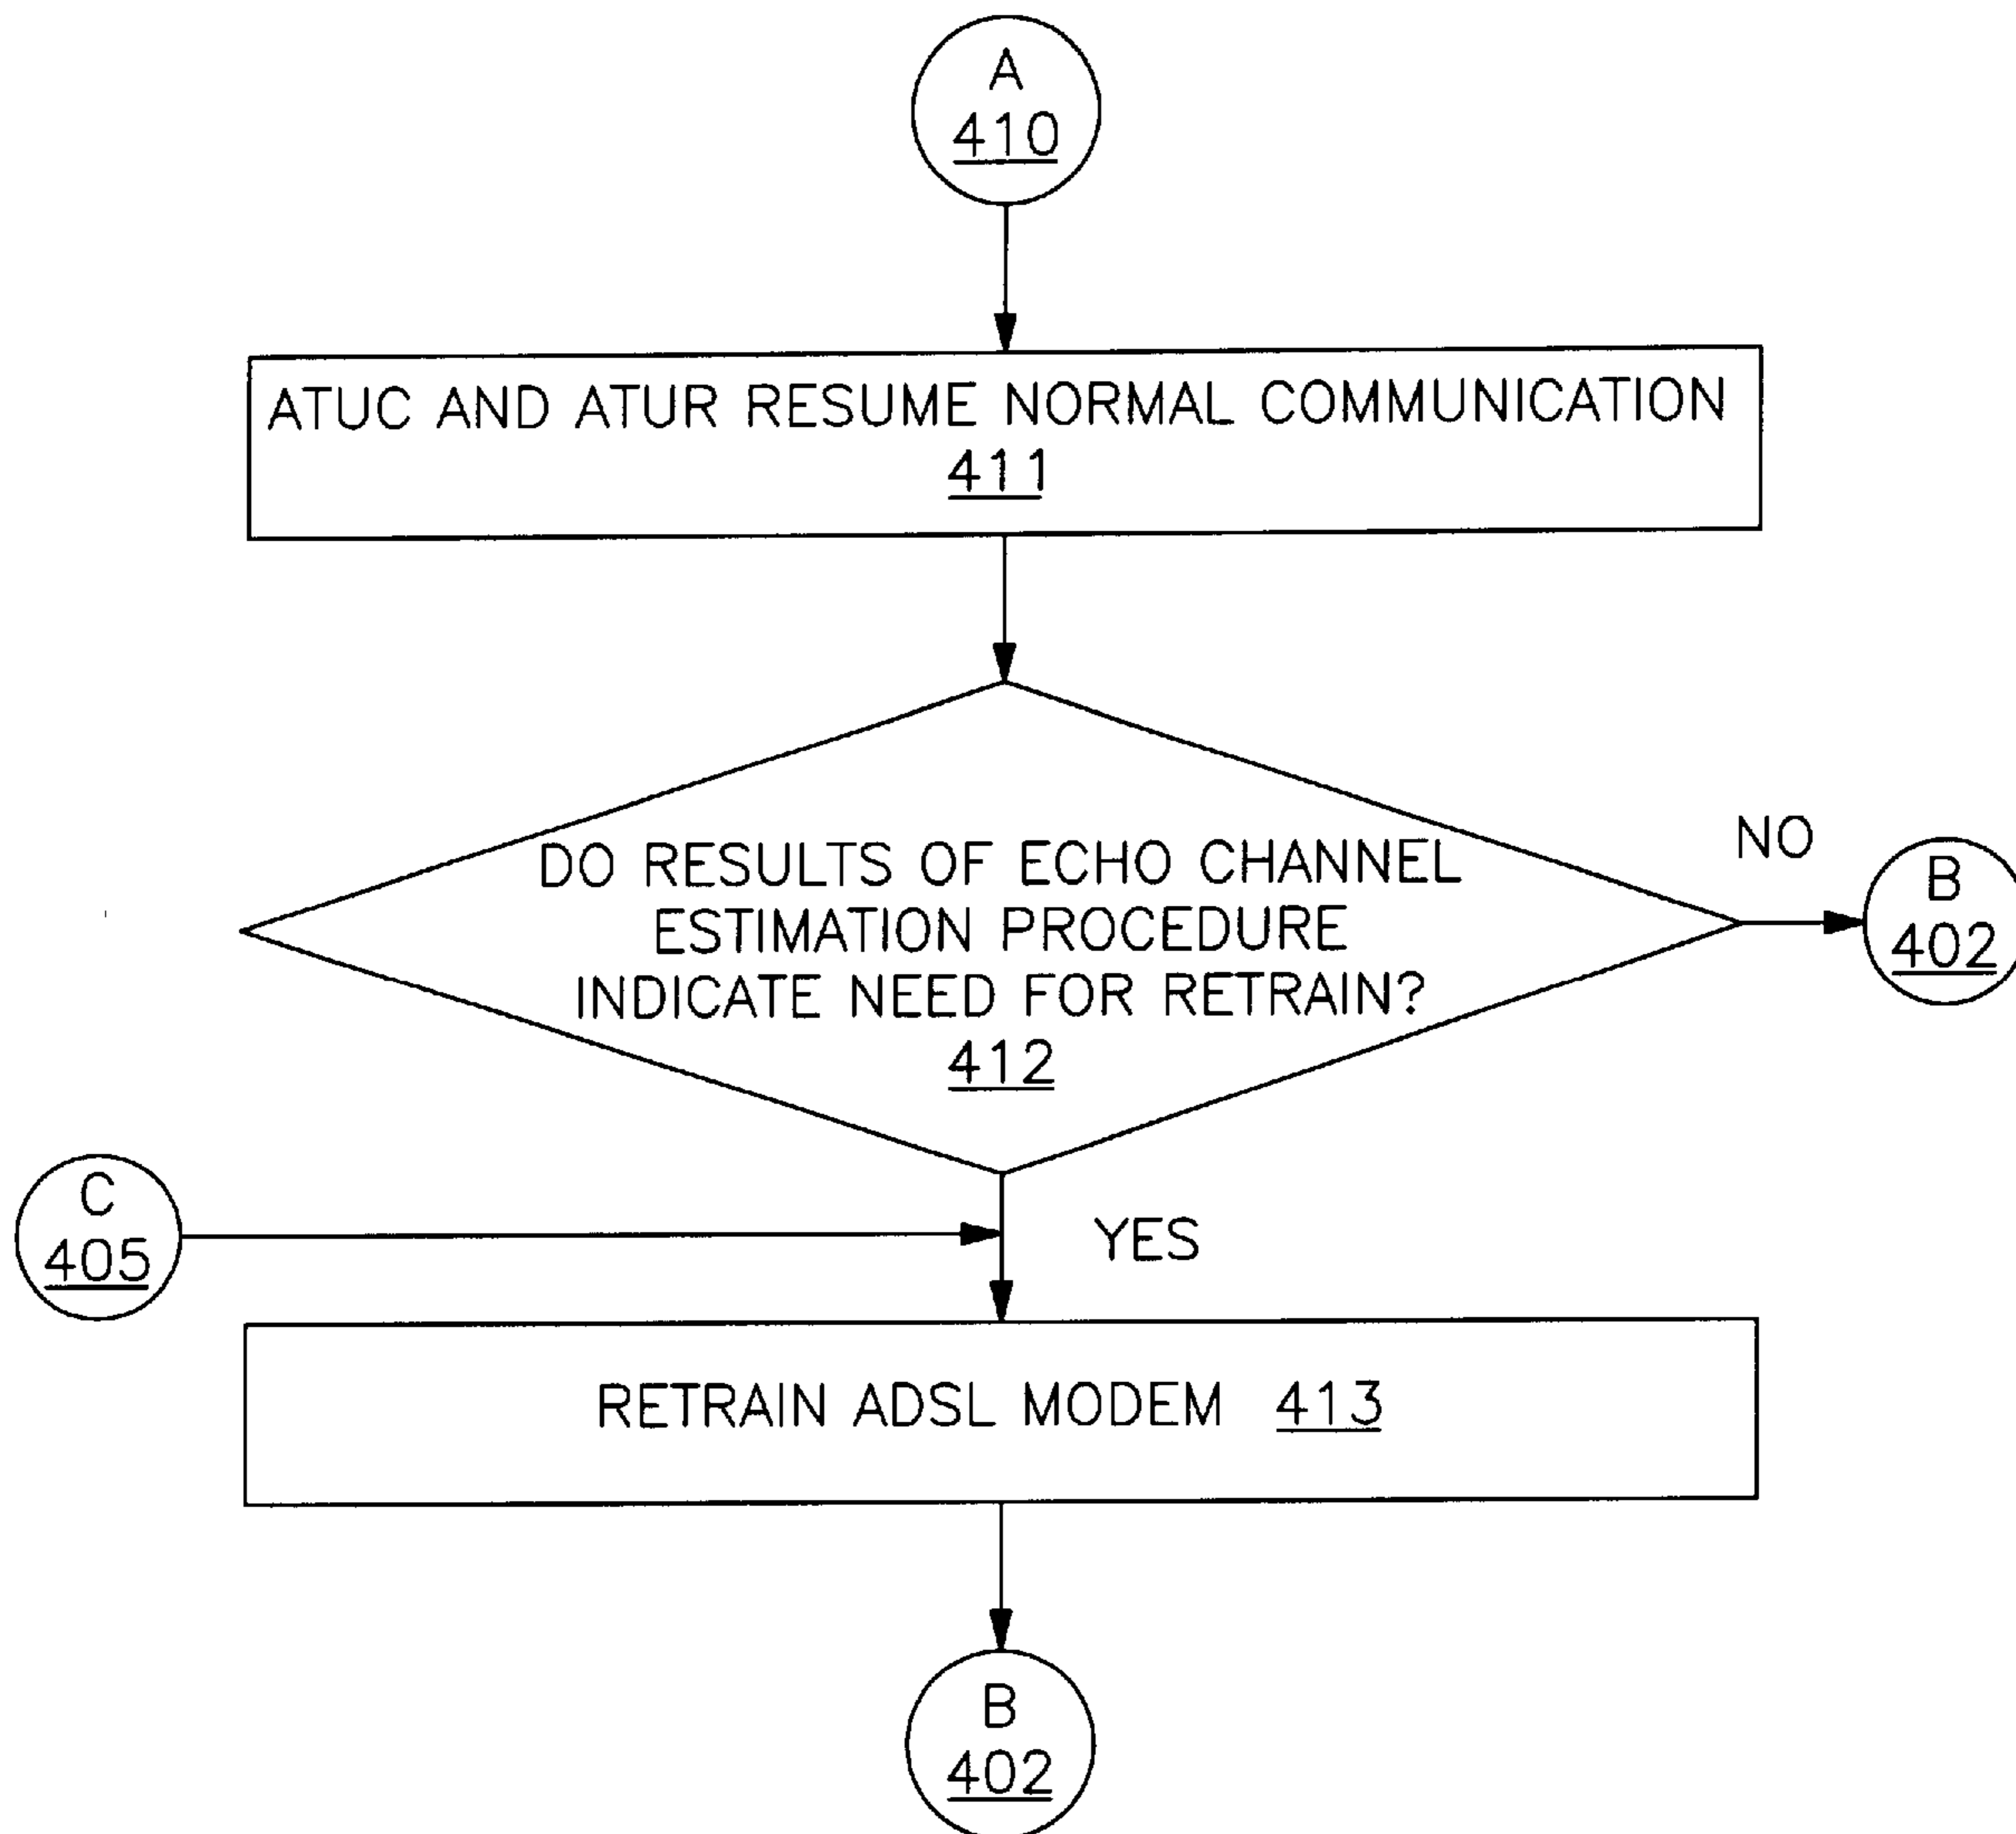 A
410
ATUC AND ATUR RESUME NORMAL COMMUNICATION
411
DO RESULTS OF ECHO CHANNEL
ESTIMATION PROCEDURE
INDICATE NEED FOR RETRAIN?
412
NO
B
402
C
405
YES
RETRAIN ADSL MODEM 413
B
402